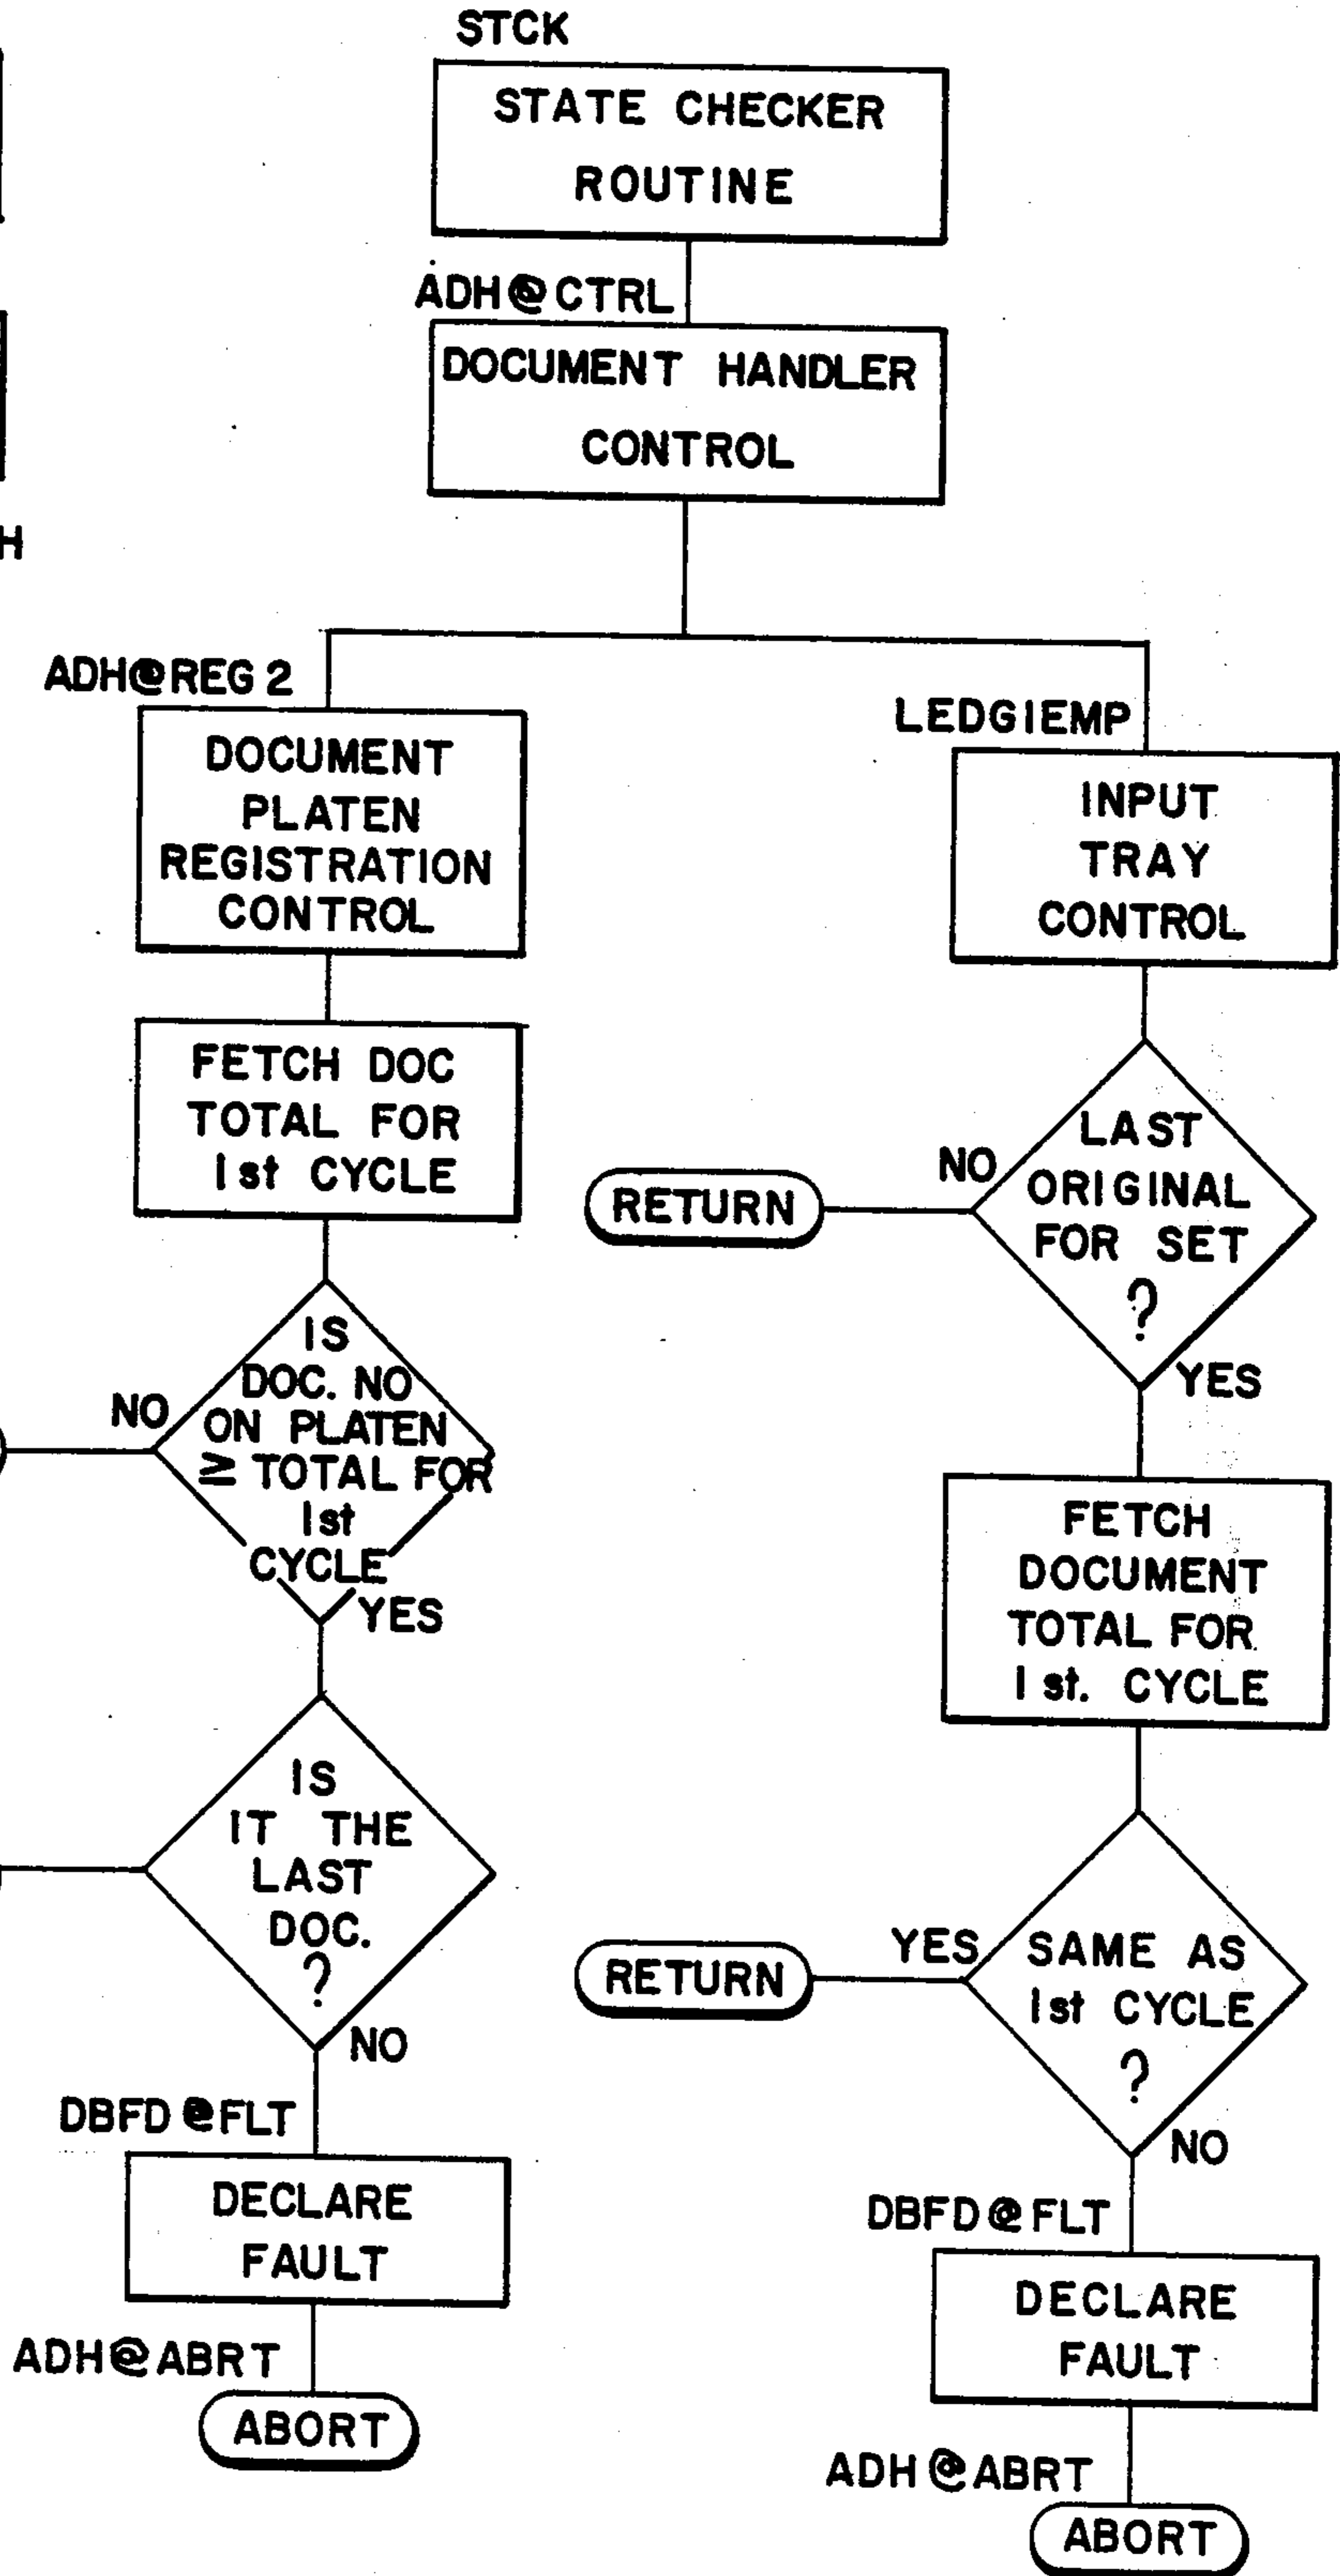 STCK
STATE CHECKER
ROUTINE
ADH@CTRL
DOCUMENT HANDLER
CONTROL
H
ADH@REG 2
DOCUMENT
PLATEN
REGISTRATION
CONTROL
FETCH DOC
TOTAL FOR
1st CYCLE
IS
DOC. NO
ON PLATEN
≥ TOTAL FOR
1st
CYCLE
NO
YES
IS
IT THE
LAST
DOC.
?
NO
DBFD@FLT
DECLARE
FAULT
ADH@ABRT
ABORT
LEDGIEMP
INPUT
TRAY
CONTROL
LAST
ORIGINAL
FOR SET
?
NO
RETURN
YES
FETCH
DOCUMENT
TOTAL FOR
1st. CYCLE
SAME AS
1st CYCLE
?
YES
RETURN
NO
DBFD@FLT
DECLARE
FAULT
ADH@ABRT
ABORT